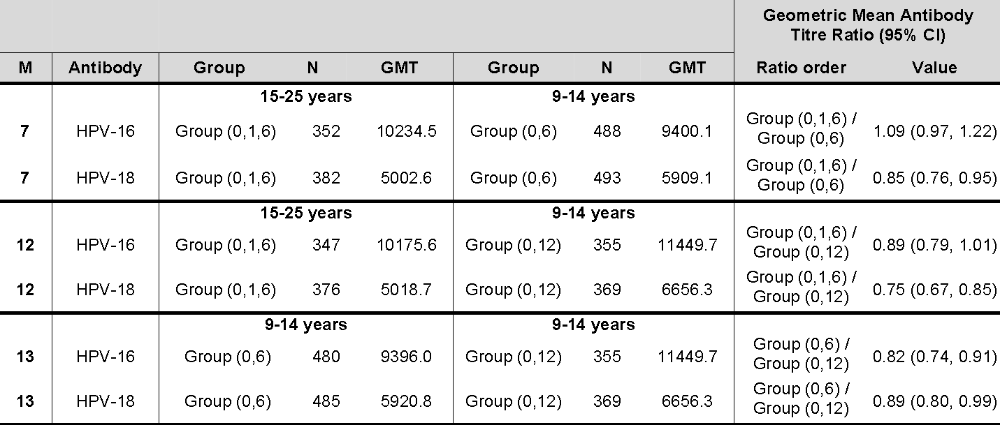 Geometric Mean Antibody
Titre Ratio (95% CI)
M Antibody Group N GMT Group N GMT Ratio order Value
15-25 years 9-14 years
7 HPV-16 Group (0,1,6) 352 10234.5 Group (0,6) 488 9400.1 Group (0,1,6) / Group (0,6) 1.09 (0.97, 1.22)
7 HPV-18 Group (0,1,6) 382 5002.6 Group (0,6) 493 5909.1 Group (0,1,6) / Group (0,6) 0.85 (0.76, 0.95)
15-25 years 9-14 years
12 HPV-16 Group (0,1,6) 347 10175.6 Group (0,12) 355 11449.7 Group (0,1,6) / Group (0,12) 0.89 (0.79, 1.01)
12 HPV-18 Group (0,1,6) 376 5018.7 Group (0,12) 369 6656.3 Group (0,1,6) / Group (0,12) 0.75 (0.67, 0.85)
9-14 years 9-14 years
13 HPV-16 Group (0,6) 480 9396.0 Group (0,12) 355 11449.7 Group (0,6) / Group (0,12) 0.82 (0.74, 0.91)
13 HPV-18 Group (0,6) 485 5920.8 Group (0,12) 369 6656.3 Group (0,6) / Group (0,12) 0.89 (0.80, 0.99)